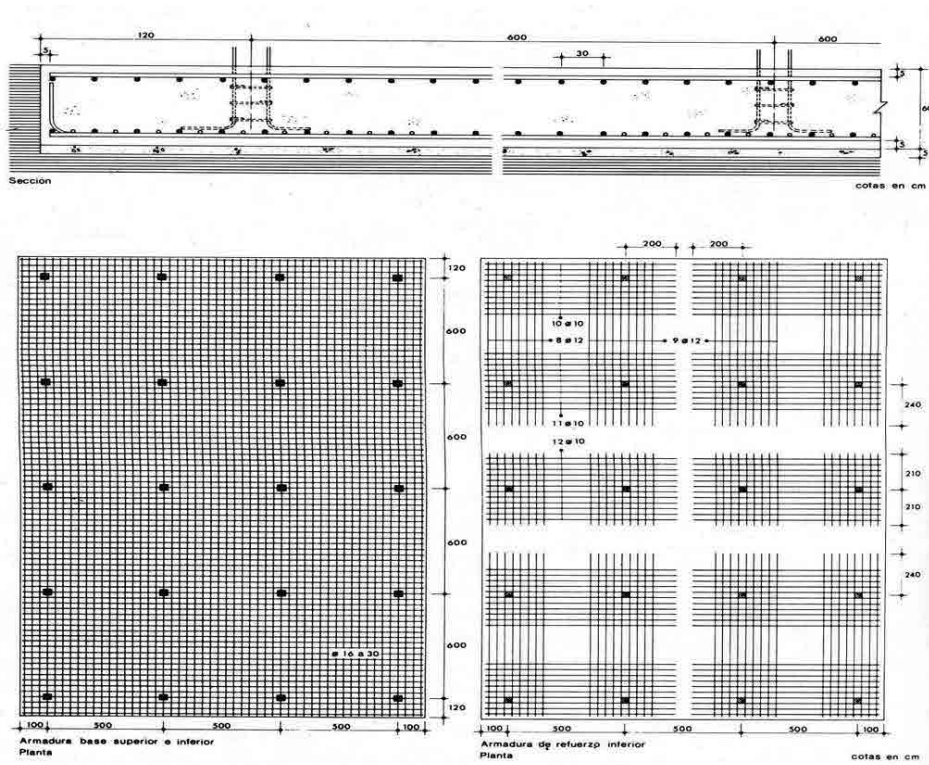 120 600 600
5 30
5
60
5
5
Sección
cotas en cm
200 200
120
600
10 ø 10
8 ø 12 9 ø 12
600
240
11 ø 10
12 ø 10
210
210
600
240
600
ø 16 a 30
120
100 500 500 500 100
Armadura base superior e inferior
Planta
100 500 500 500 100
Armadura de refuerzo inferior
Planta
cotas en cm